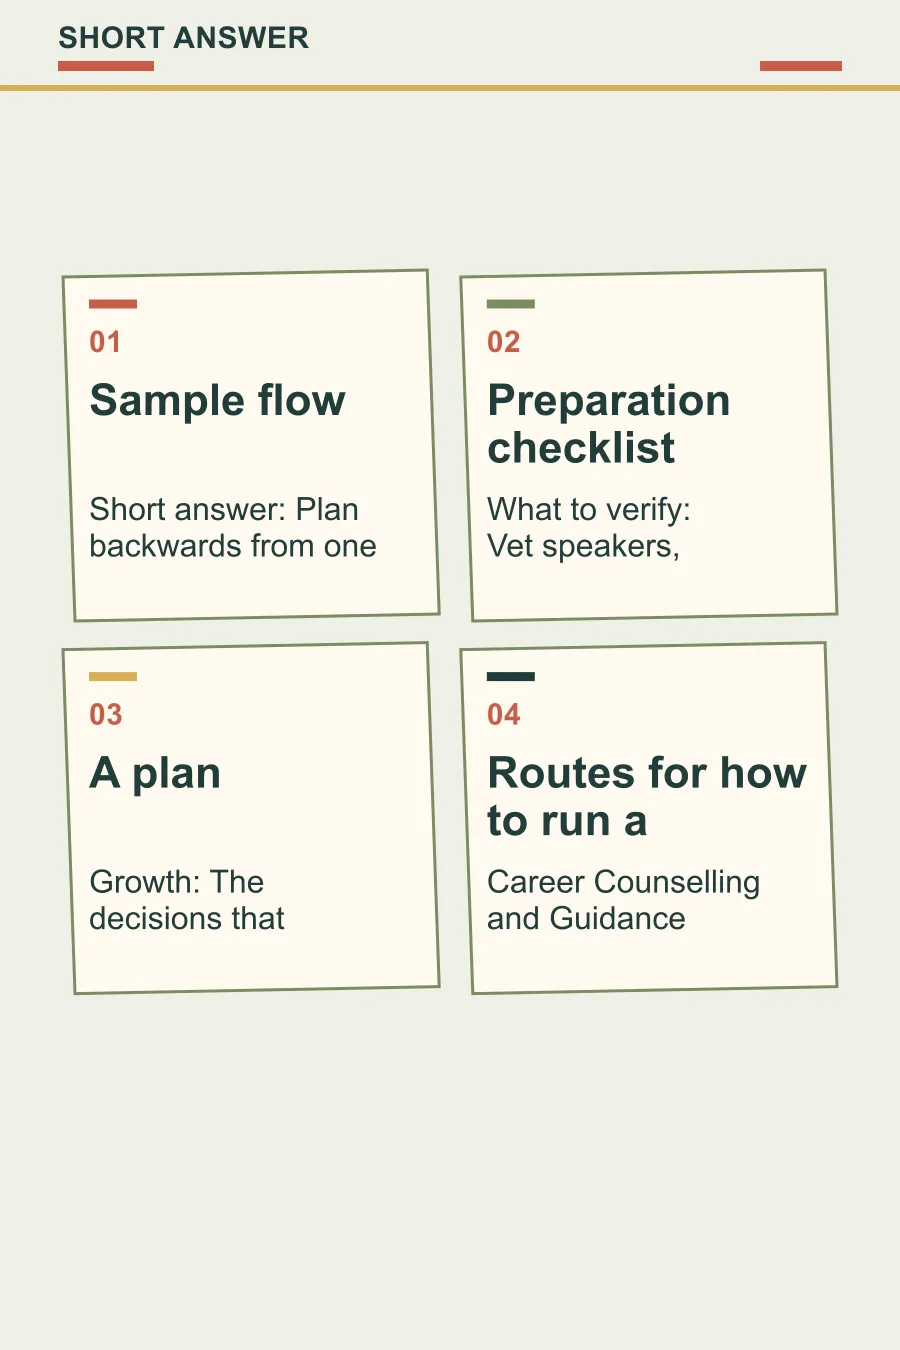 SHORT ANSWER
01
Sample flow
Short answer: Plan
backwards from one
02
Preparation
checklist
What to verify:
Vet speakers,
03
A plan
Growth: The
decisions that
04
Routes for how
to run a
Career Counselling
and Guidance